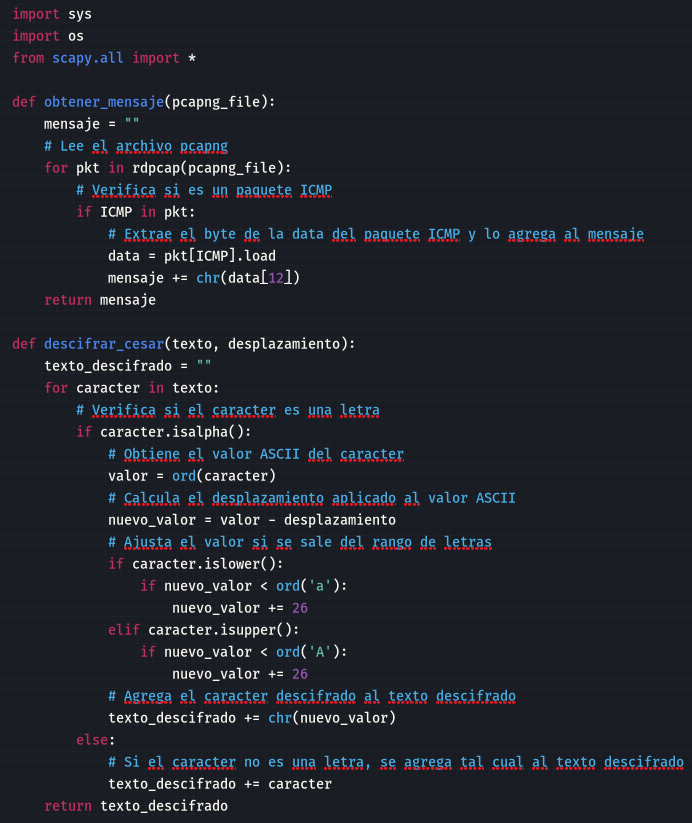 import sys
import os
from scapy.all import *

def obtener_mensaje(pcapng_file):
    mensaje = ""
    # Lee el archivo pcapng
    for pkt in rdpcap(pcapng_file):
        # Verifica si es un paquete ICMP
        if ICMP in pkt:
            # Extrae el byte de la data del paquete ICMP y lo agrega al mensaje
            data = pkt[ICMP].load
            mensaje += chr(data[12])
    return mensaje

def descifrar_cesar(texto, desplazamiento):
    texto_descifrado = ""
    for caracter in texto:
        # Verifica si el caracter es una letra
        if caracter.isalpha():
            # Obtiene el valor ASCII del caracter
            valor = ord(caracter)
            # Calcula el desplazamiento aplicado al valor ASCII
            nuevo_valor = valor - desplazamiento
            # Ajusta el valor si se sale del rango de letras
            if caracter.islower():
                if nuevo_valor < ord('a'):
                    nuevo_valor += 26
            elif caracter.isupper():
                if nuevo_valor < ord('A'):
                    nuevo_valor += 26
            # Agrega el caracter descifrado al texto descifrado
            texto_descifrado += chr(nuevo_valor)
        else:
            # Si el caracter no es una letra, se agrega tal cual al texto descifrado
            texto_descifrado += caracter
    return texto_descifrado